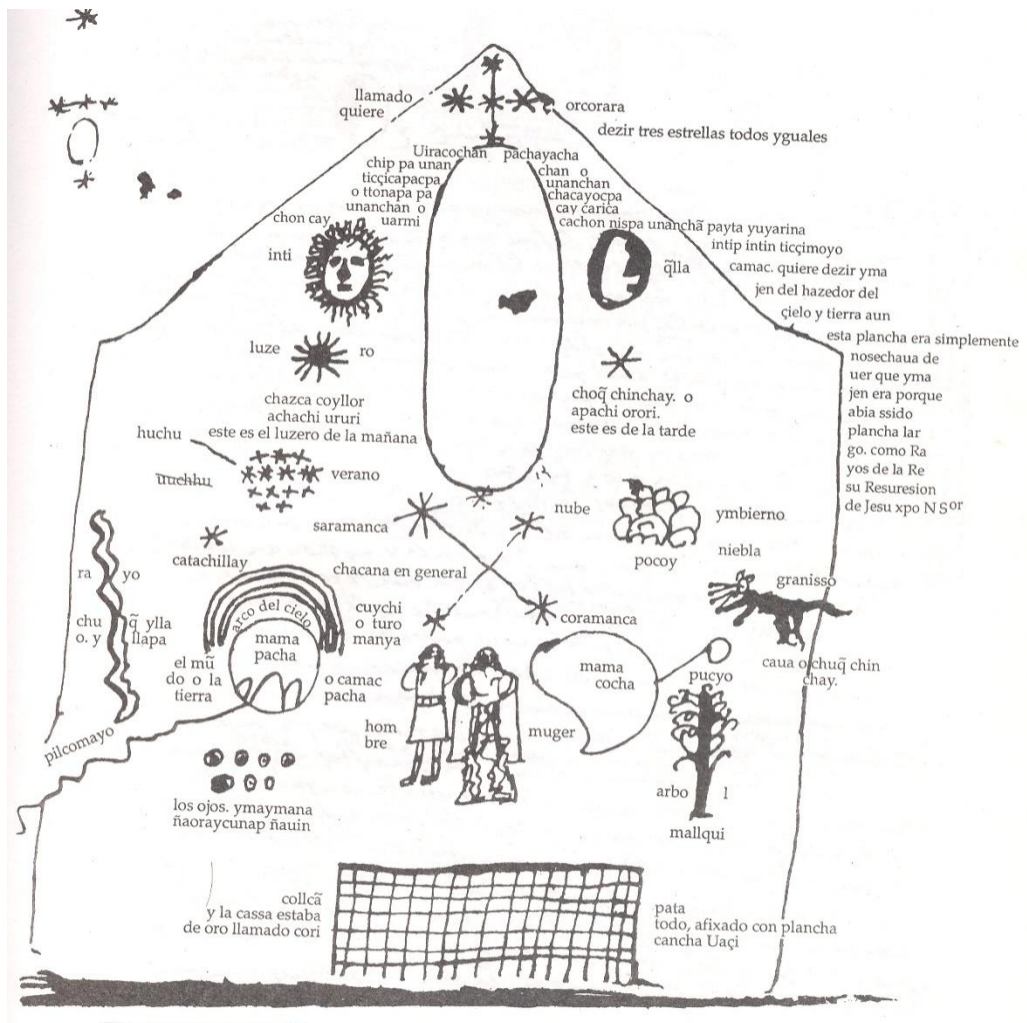 llamado
quiere
orcorara
dezir tres estrellas todos yguales
Uiracochan pachayacha
chip pa unan
ticçicapacpa
o ttonapa pa
unanchan o
uarmi
chan o
unanchan
chacayocpa
cay carica
cachon nispa unanchã payta yuyarina
chon cay
inti
q̃lla
intip intin ticçimoyo
camac. quiere dezir yma
jen del hazedor del
çielo y tierra aun
esta plancha era simplemente
nosechaua de
uer que yma
jen era porque
abia ssido
plancha lar
go. como Ra
yos de la Re
su Resuresion
de Jesu xpo N Sor
luze ro
chazca coyllor
achachi ururi
este es el luzero de la mañana
choq̃ chinchay. o
apachi orori.
este es de la tarde
huchu
verano
saramanca
nube
ymbierno
pocoy
niebla
catachillay
chacana en general
coramanca
granisso
caua o chuq̃ chin
chay.
ra yo
chu q̃ ylla
o. y llapa
arco del cielo
cuychi
o turo
manya
mama
pacha
el mũ
do o la
tierra
o camac
pacha
mama
cocha
pucyo
pilcomayo
hom
bre
muger
los ojos. ymaymana
ñaoraycunap ñauin
arbo l
mallqui
collcã
y la cassa estaba
de oro llamado cori
pata
todo, afixado con plancha
cancha Uaçi